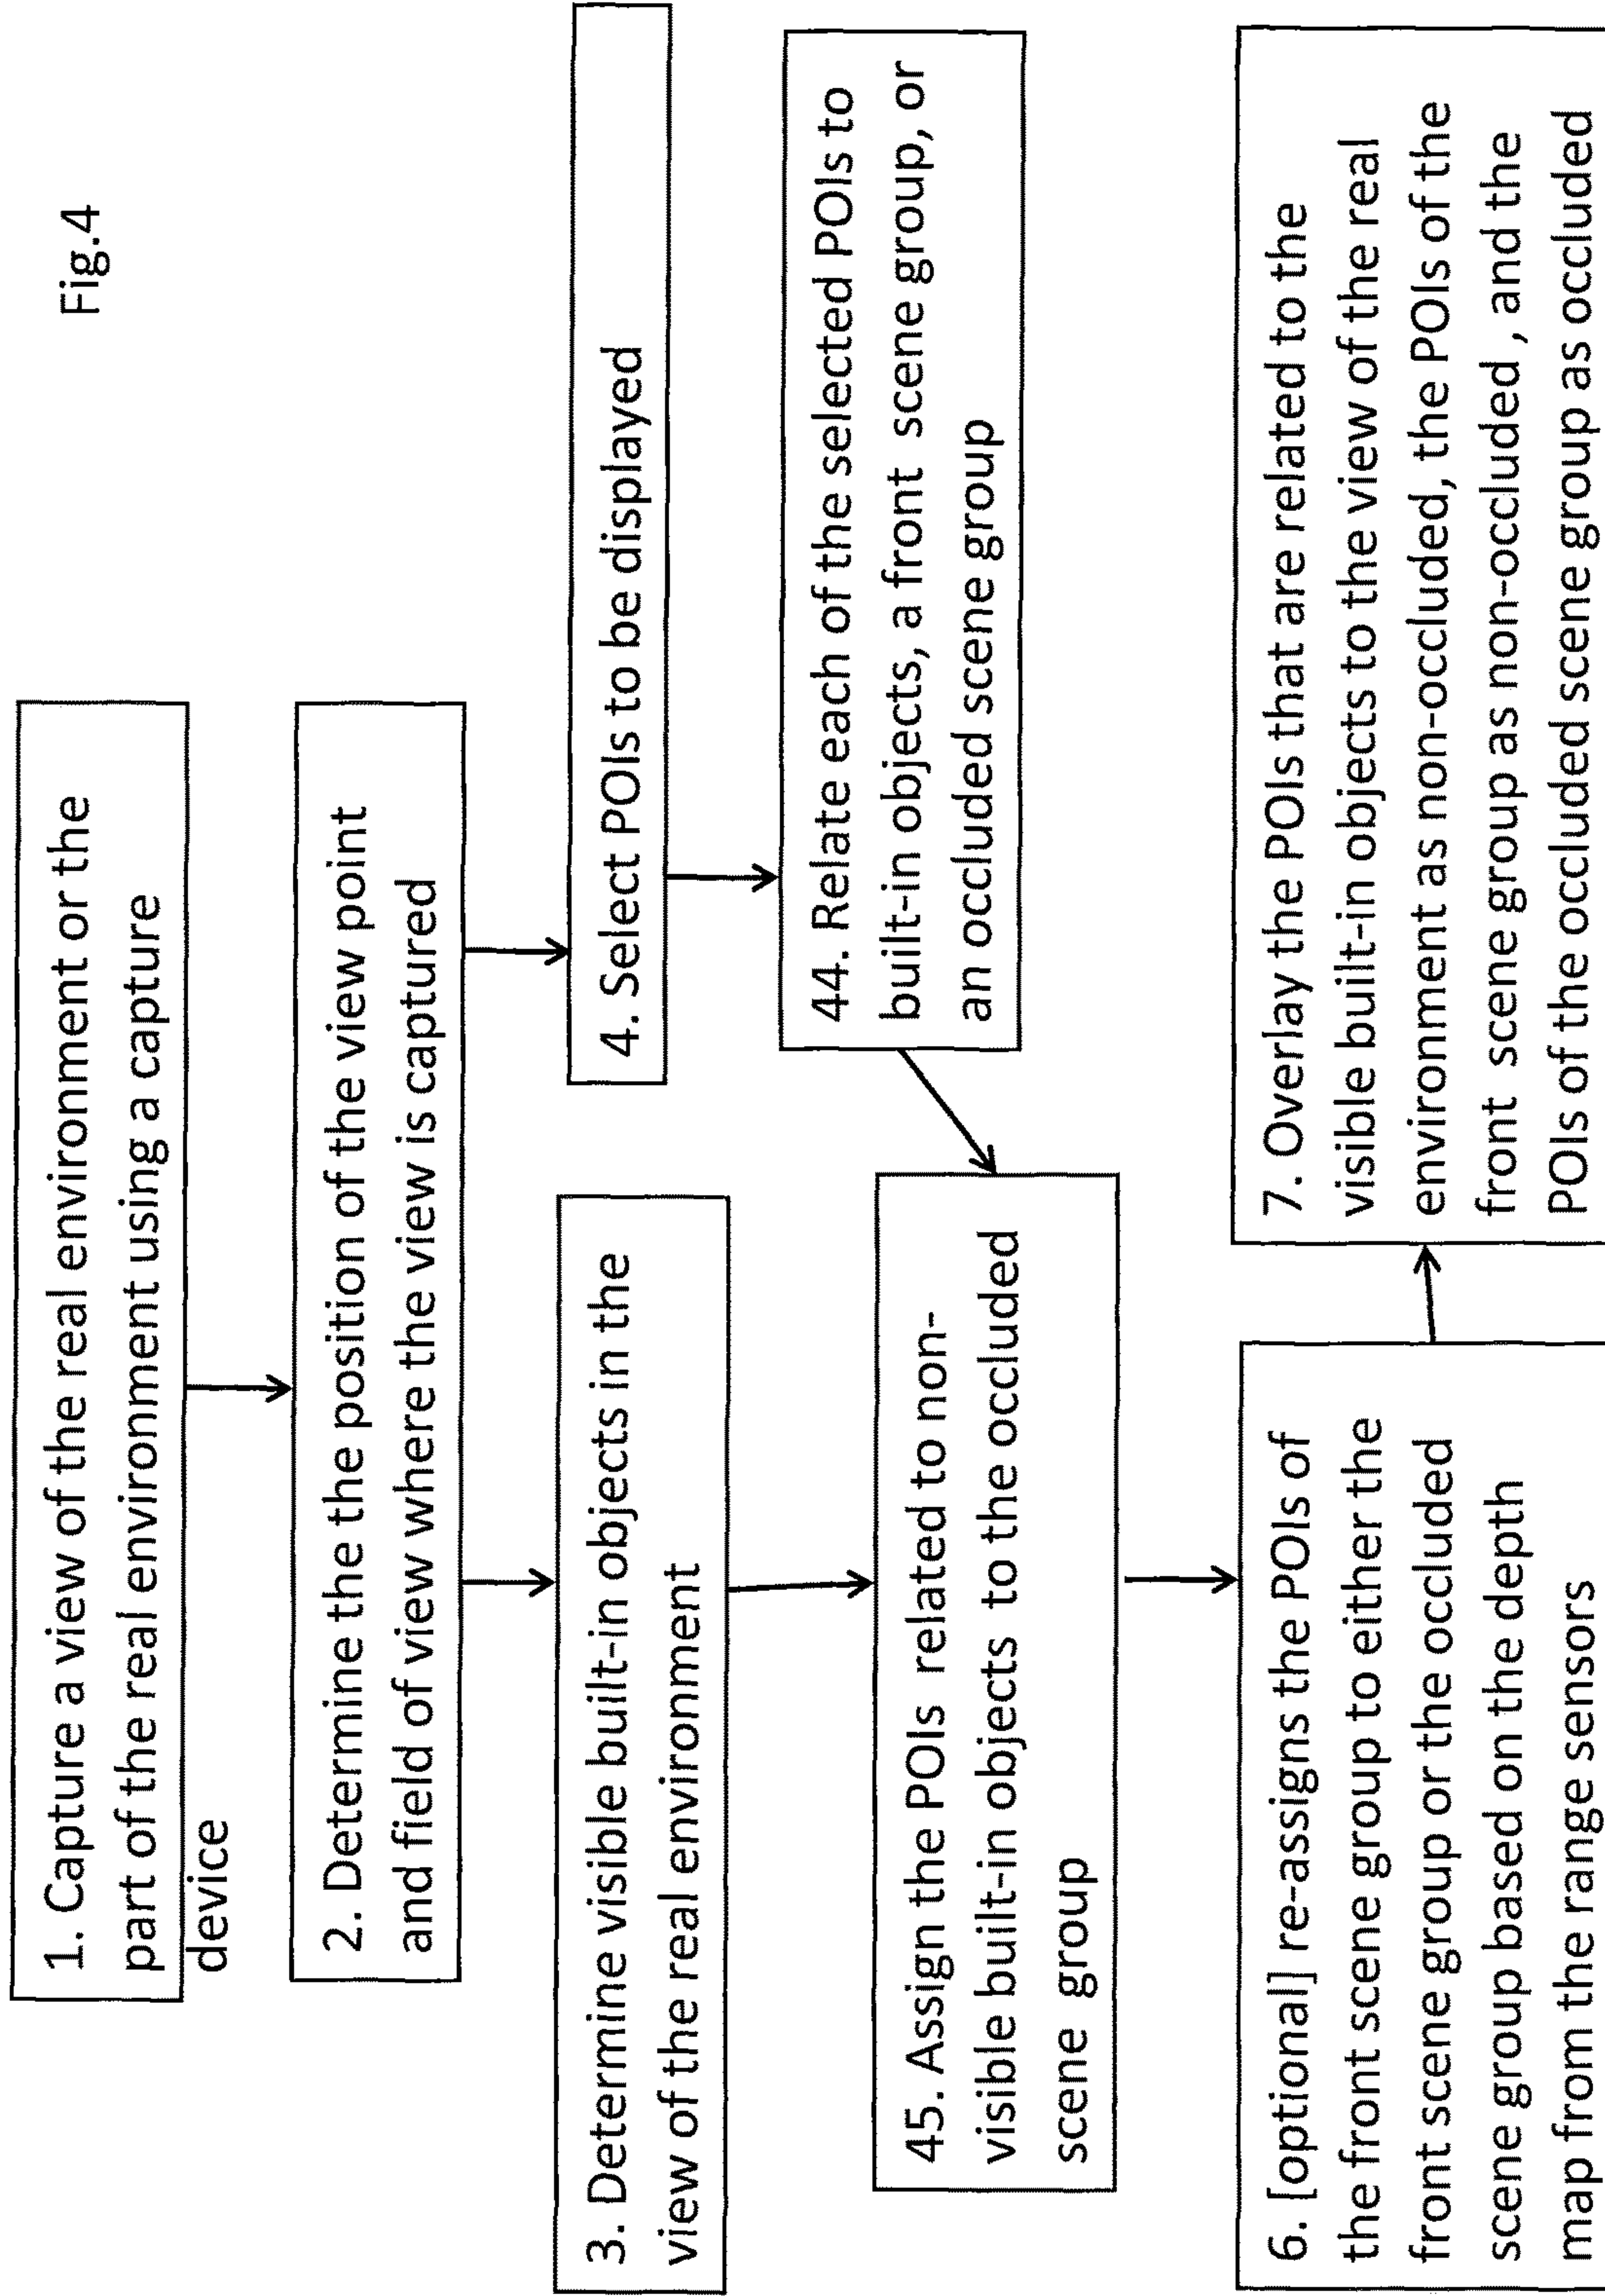 Fig.4
1. Capture a view of the real environment or the
part of the real environment using a capture
device
2. Determine the the position of the view point
and field of view where the view is captured
3. Determine visible built-in objects in the
view of the real environment
4. Select POIs to be displayed
44. Relate each of the selected POIs to
built-in objects, a front scene group, or
an occluded scene group
45. Assign the POIs related to non-
visible built-in objects to the occluded
scene group
6. [optional] re-assigns the POIs of
the front scene group to either the
front scene group or the occluded
scene group based on the depth
map from the range sensors
7. Overlay the POIs that are related to the
visible built-in objects to the view of the real
environment as non-occluded, the POIs of the
front scene group as non-occluded , and the
POIs of the occluded scene group as occluded